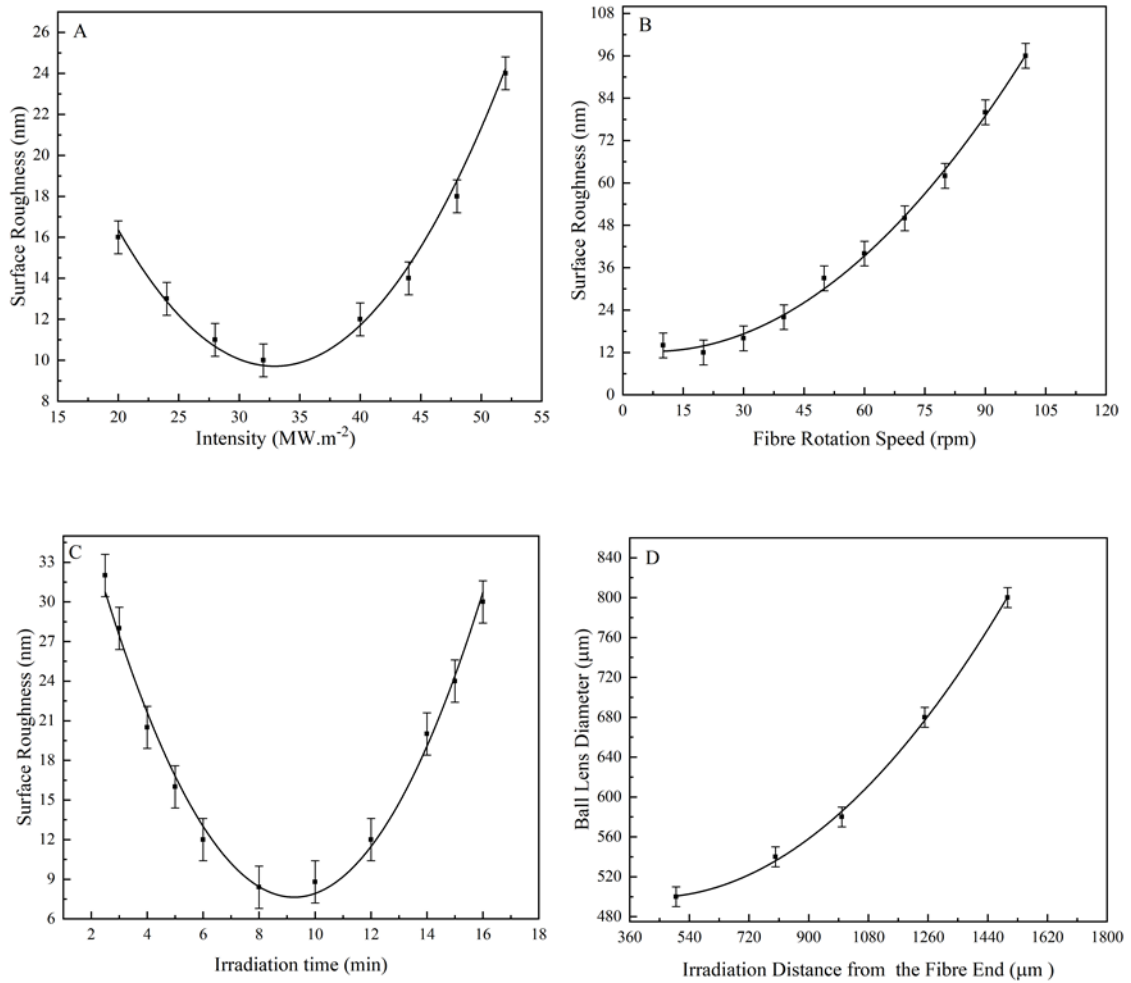 A
Surface Roughness (nm)
26
24
22
20
18
16
14
12
10
8
15 20 25 30 35 40 45 50 55
Intensity (MW.m-2)
B
Surface Roughness (nm)
108
96
84
72
60
48
36
24
12
0
0 15 30 45 60 75 90 105 120
Fibre Rotation Speed (rpm)
C
Surface Roughness (nm)
33
30
27
24
21
18
15
12
9
6
2 4 6 8 10 12 14 16 18
Irradiation time (min)
D
Ball Lens Diameter (μm)
840
800
760
720
680
640
600
560
520
480
360 540 720 900 1080 1260 1440 1620 1800
Irradiation Distance from the Fibre End (μm )